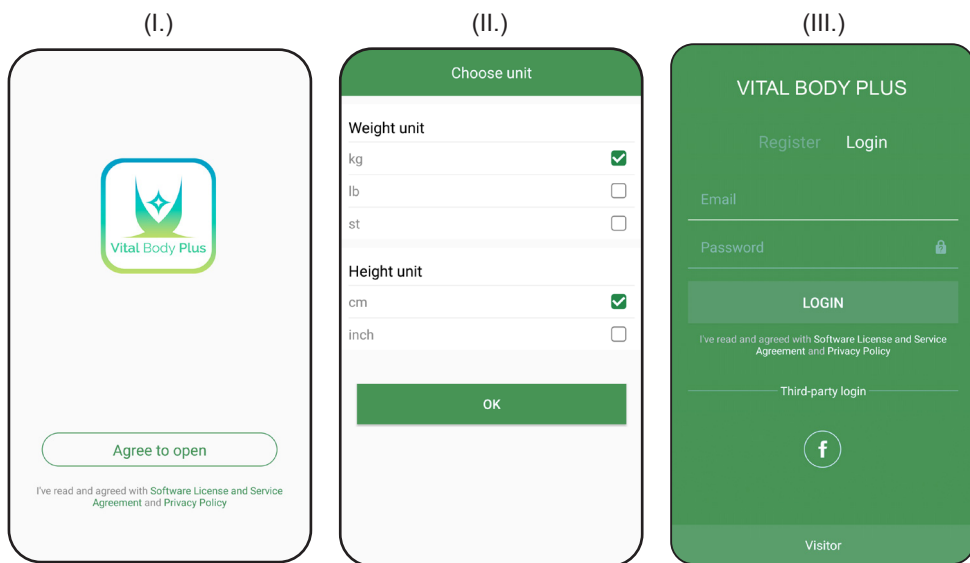 (I.)
Vital Body Plus
Agree to open
I've read and agreed with Software License and Service
Agreement and Privacy Policy
(II.)
Choose unit
Weight unit
kg
lb
st
Height unit
cm
inch
OK
(III.)
VITAL BODY PLUS
Register Login
Email
Password
LOGIN
I've read and agreed with Software License and Service
Agreement and Privacy Policy
Third-party login
f
Visitor